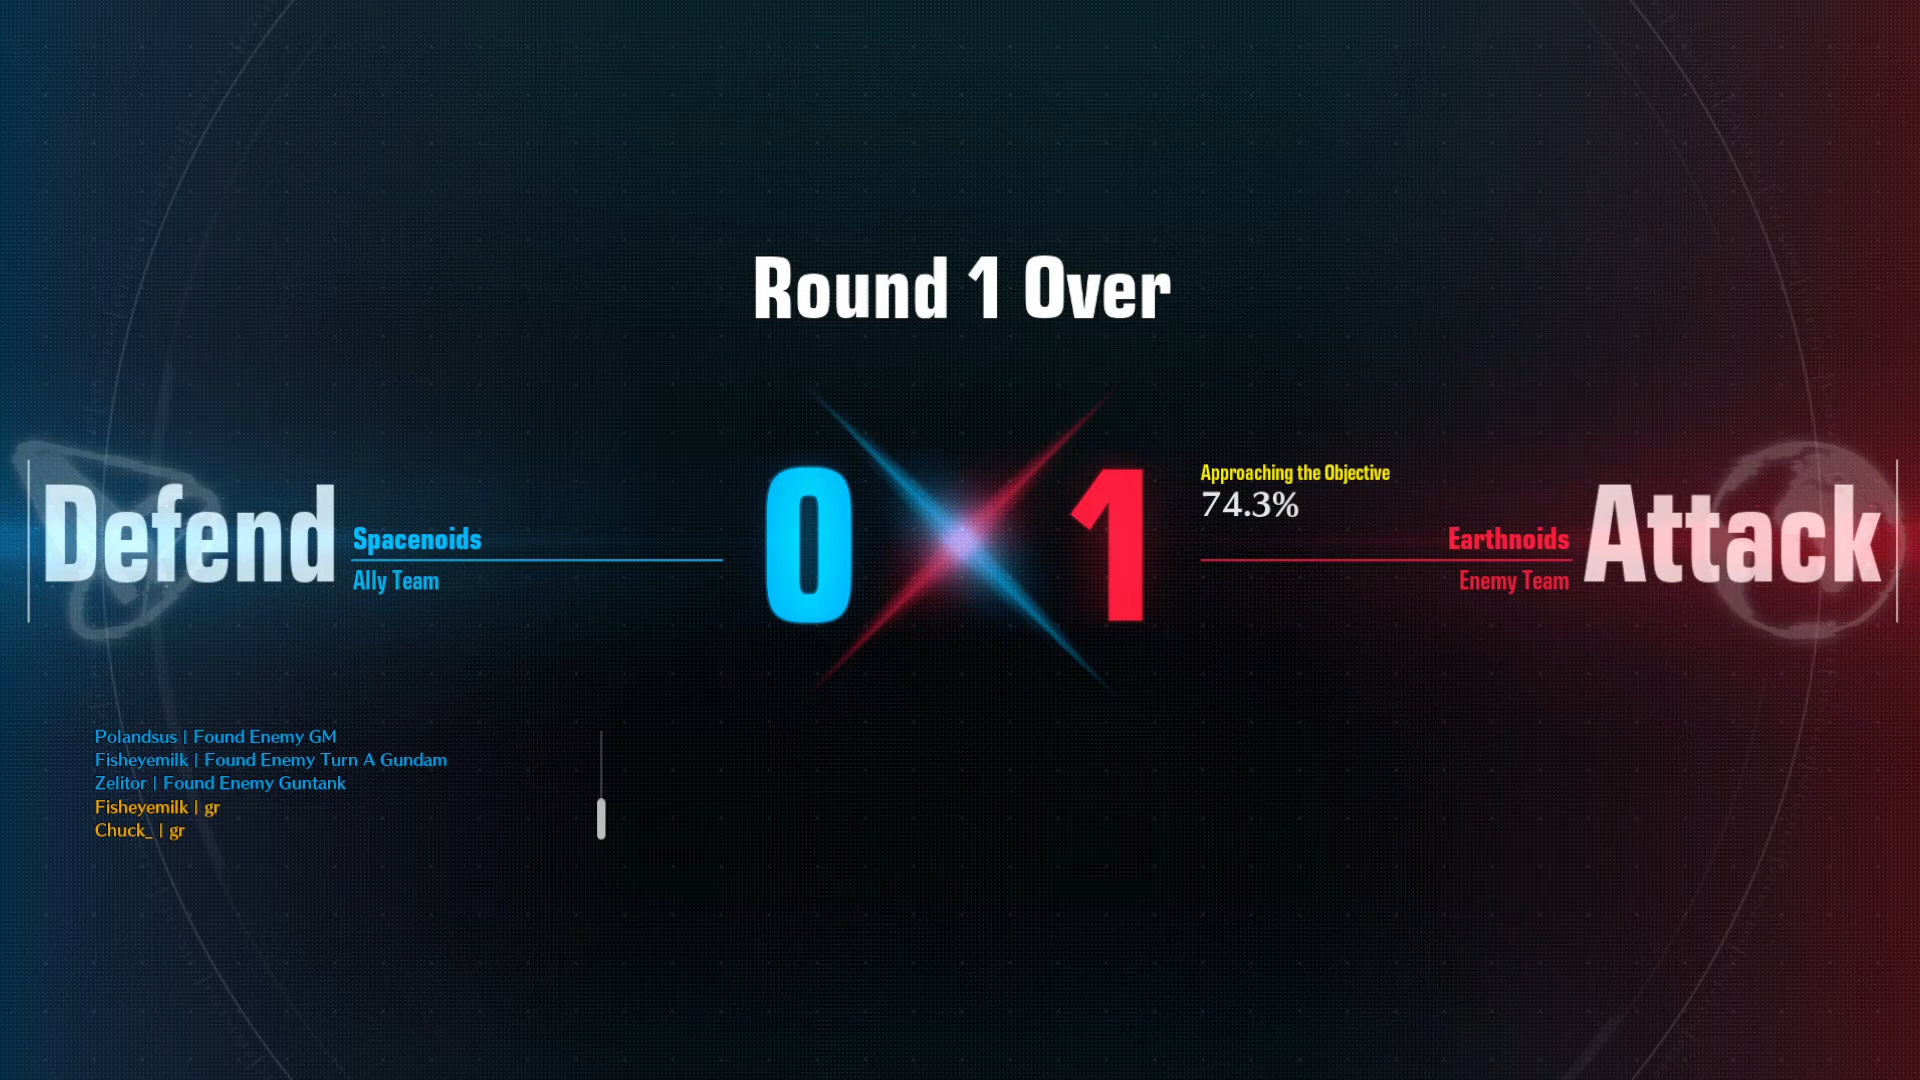 Round 1 Over
Defend
Spacenoids
Ally Team
0
1
Approaching the Objective
74.3%
Earthnoids
Enemy Team
Attack
Polandsus | Found Enemy GM
Fisheyemilk | Found Enemy Turn A Gundam
Zelitor | Found Enemy Guntank
Fisheyemilk | gr
Chuck_ | gr